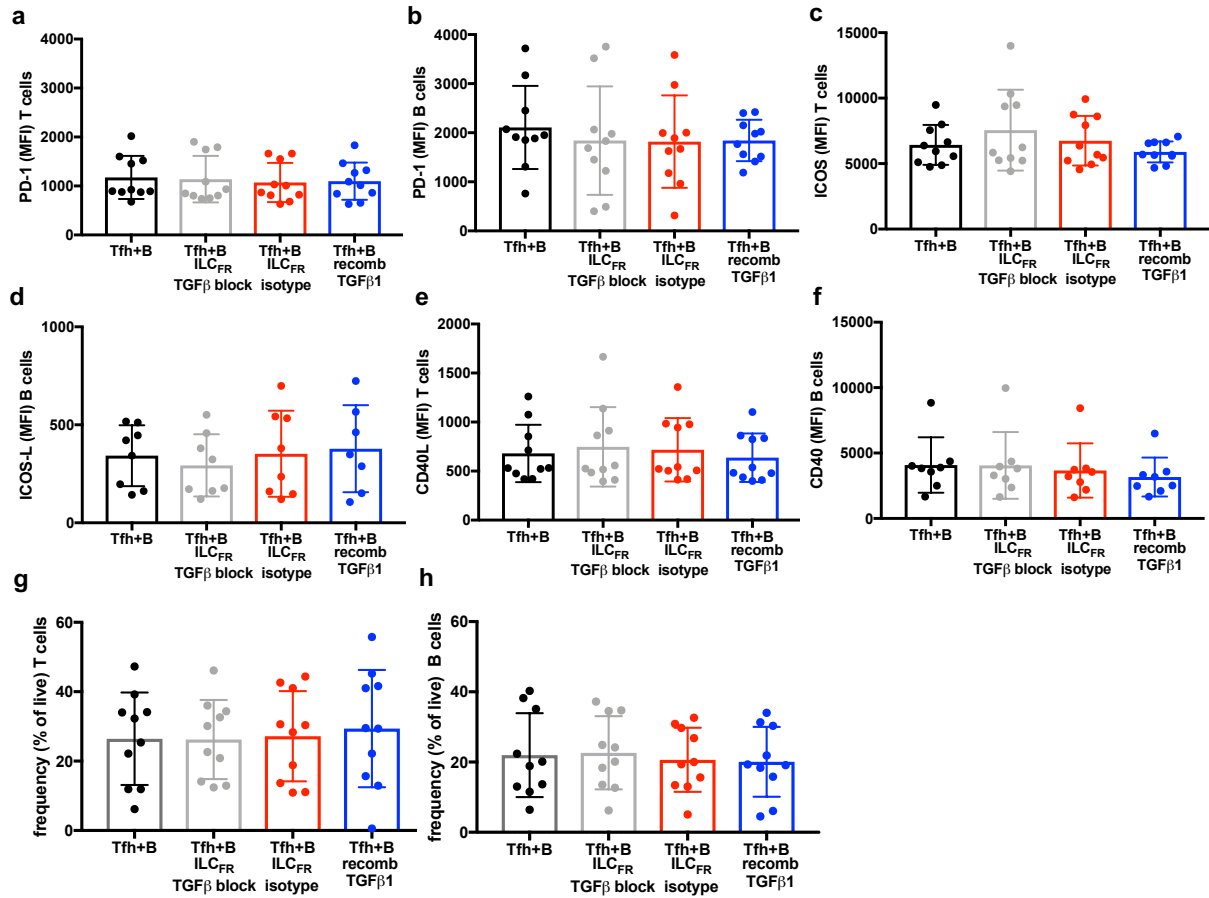 a
PD-1 (MFI) T cells
4000
3000
2000
1000
0
Tfh+B
Tfh+B
ILCFR
TGFβ block
Tfh+B
ILCFR
isotype
Tfh+B
recomb
TGFβ1
b
PD-1 (MFI) B cells
4000
3000
2000
1000
0
Tfh+B
Tfh+B
ILCFR
TGFβ block
Tfh+B
ILCFR
isotype
Tfh+B
recomb
TGFβ1
c
ICOS (MFI) T cells
15000
10000
5000
0
Tfh+B
Tfh+B
ILCFR
TGFβ block
Tfh+B
ILCFR
isotype
Tfh+B
recomb
TGFβ1
d
ICOS-L (MFI) B cells
1000
500
0
Tfh+B
Tfh+B
ILCFR
TGFβ block
Tfh+B
ILCFR
isotype
Tfh+B
recomb
TGFβ1
e
CD40L (MFI) T cells
2000
1500
1000
500
0
Tfh+B
Tfh+B
ILCFR
TGFβ block
Tfh+B
ILCFR
isotype
Tfh+B
recomb
TGFβ1
f
CD40 (MFI) B cells
15000
10000
5000
0
Tfh+B
Tfh+B
ILCFR
TGFβ block
Tfh+B
ILCFR
isotype
Tfh+B
recomb
TGFβ1
g
frequency (% of live) T cells
60
40
20
0
Tfh+B
Tfh+B
ILCFR
TGFβ block
Tfh+B
ILCFR
isotype
Tfh+B
recomb
TGFβ1
h
frequency (% of live) B cells
60
40
20
0
Tfh+B
Tfh+B
ILCFR
TGFβ block
Tfh+B
ILCFR
isotype
Tfh+B
recomb
TGFβ1